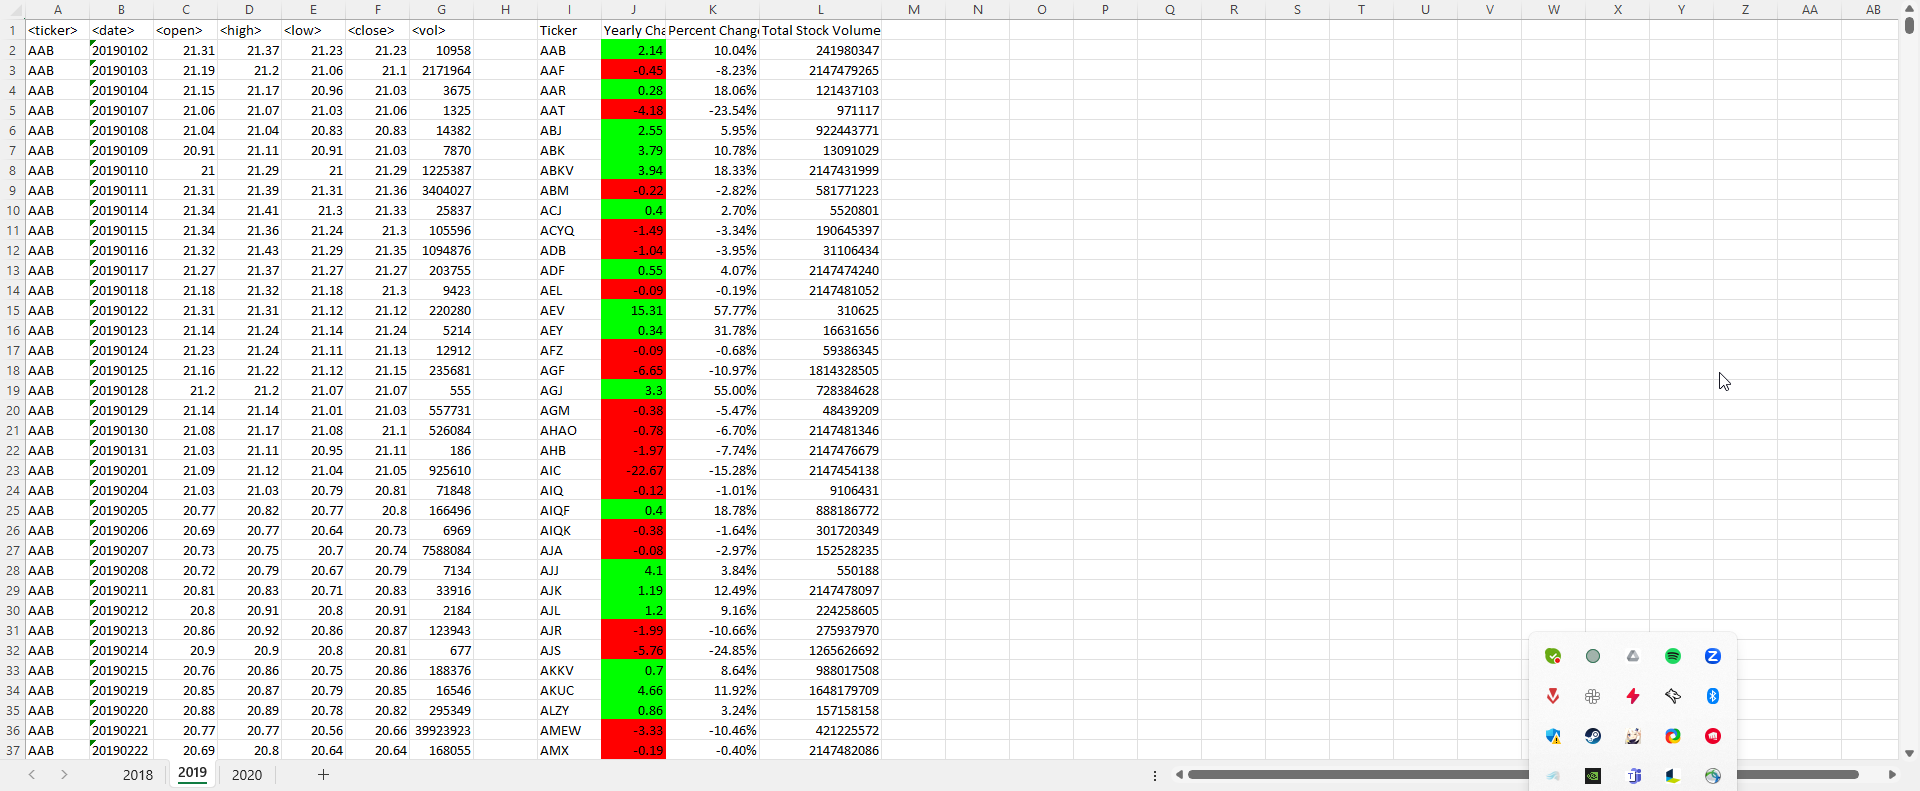 A B C D E F G H I J K L M N O P Q R S T U V W X Y Z AA AB
1 <ticker> <date> <open> <high> <low> <close> <vol> Ticker Yearly Cha Percent Chang Total Stock Volume
2 AAB 20190102 21.31 21.37 21.23 21.23 10958 AAB 2.14 10.04% 241980347
3 AAB 20190103 21.19 21.2 21.06 21.1 2171964 AAF -0.45 -8.23% 2147479265
4 AAB 20190104 21.15 21.17 20.96 21.03 3675 AAR 0.28 18.06% 121437103
5 AAB 20190107 21.06 21.07 21.03 21.06 1325 AAT -4.18 -23.54% 971117
6 AAB 20190108 21.04 21.04 20.83 20.83 14382 ABJ 2.55 5.95% 922443771
7 AAB 20190109 20.91 21.11 20.91 21.03 7870 ABK 3.79 10.78% 13091029
8 AAB 20190110 21 21.29 21 21.29 1225387 ABKV 3.94 18.33% 2147431999
9 AAB 20190111 21.31 21.39 21.31 21.36 3404027 ABM -0.22 -2.82% 581771223
10 AAB 20190114 21.34 21.41 21.3 21.33 25837 ACJ 0.4 2.70% 5520801
11 AAB 20190115 21.34 21.36 21.24 21.3 105596 ACYQ -1.49 -3.34% 190645397
12 AAB 20190116 21.32 21.43 21.29 21.35 1094876 ADB -1.04 -3.95% 31106434
13 AAB 20190117 21.27 21.37 21.27 21.27 203755 ADF 0.55 4.07% 2147474240
14 AAB 20190118 21.18 21.32 21.18 21.3 9423 AEL -0.09 -0.19% 2147481052
15 AAB 20190122 21.31 21.31 21.12 21.12 220280 AEV 15.31 57.77% 310625
16 AAB 20190123 21.14 21.24 21.14 21.24 5214 AEY 0.34 31.78% 16631656
17 AAB 20190124 21.23 21.24 21.11 21.13 12912 AFZ -0.09 -0.68% 59386345
18 AAB 20190125 21.16 21.22 21.12 21.15 235681 AGF -6.65 -10.97% 1814328505
19 AAB 20190128 21.2 21.2 21.07 21.07 555 AGJ 3.3 55.00% 728384628
20 AAB 20190129 21.14 21.14 21.01 21.03 557731 AGM -0.38 -5.47% 48439209
21 AAB 20190130 21.08 21.17 21.08 21.1 526084 AHAO -0.78 -6.70% 2147481346
22 AAB 20190131 21.03 21.11 20.95 21.11 186 AHB -1.97 -7.74% 2147476679
23 AAB 20190201 21.09 21.12 21.04 21.05 925610 AIC -22.67 -15.28% 2147454138
24 AAB 20190204 21.03 21.03 20.79 20.81 71848 AIQ -0.12 -1.01% 9106431
25 AAB 20190205 20.77 20.82 20.77 20.8 166496 AIQF 0.4 18.78% 888186772
26 AAB 20190206 20.69 20.77 20.64 20.73 6969 AIQK -0.38 -1.64% 301720349
27 AAB 20190207 20.73 20.75 20.7 20.74 7588084 AJA -0.08 -2.97% 152528235
28 AAB 20190208 20.72 20.79 20.67 20.79 7134 AJJ 4.1 3.84% 550188
29 AAB 20190211 20.81 20.83 20.71 20.83 33916 AJK 1.19 12.49% 2147478097
30 AAB 20190212 20.8 20.91 20.8 20.91 2184 AJL 1.2 9.16% 224258605
31 AAB 20190213 20.86 20.92 20.86 20.87 123943 AJR -1.99 -10.66% 275937970
32 AAB 20190214 20.9 20.9 20.8 20.81 677 AJS -5.76 -24.85% 1265626692
33 AAB 20190215 20.76 20.86 20.75 20.86 188376 AKKV 0.7 8.64% 988017508
34 AAB 20190219 20.85 20.87 20.79 20.85 16546 AKUC 4.66 11.92% 1648179709
35 AAB 20190220 20.88 20.89 20.78 20.82 295349 ALZY 0.86 3.24% 157158158
36 AAB 20190221 20.77 20.77 20.56 20.66 39923923 AMEW -3.33 -10.46% 421225572
37 AAB 20190222 20.69 20.8 20.64 20.64 168055 AMX -0.19 -0.40% 2147482086
2018 2019 2020